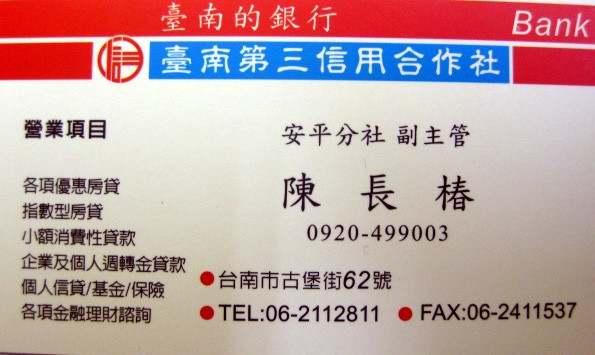 臺南的銀行
Bank
信
臺南第三信用合作社
營業項目
各項優惠房貸
指數型房貸
小額消費性貸款
企業及個人週轉金貸款
個人信貸/基金/保險
各項金融理財諮詢
安平分社 副主管
陳長椿
0920-499003
台南市古堡街62號
TEL:06-2112811
FAX:06-2411537